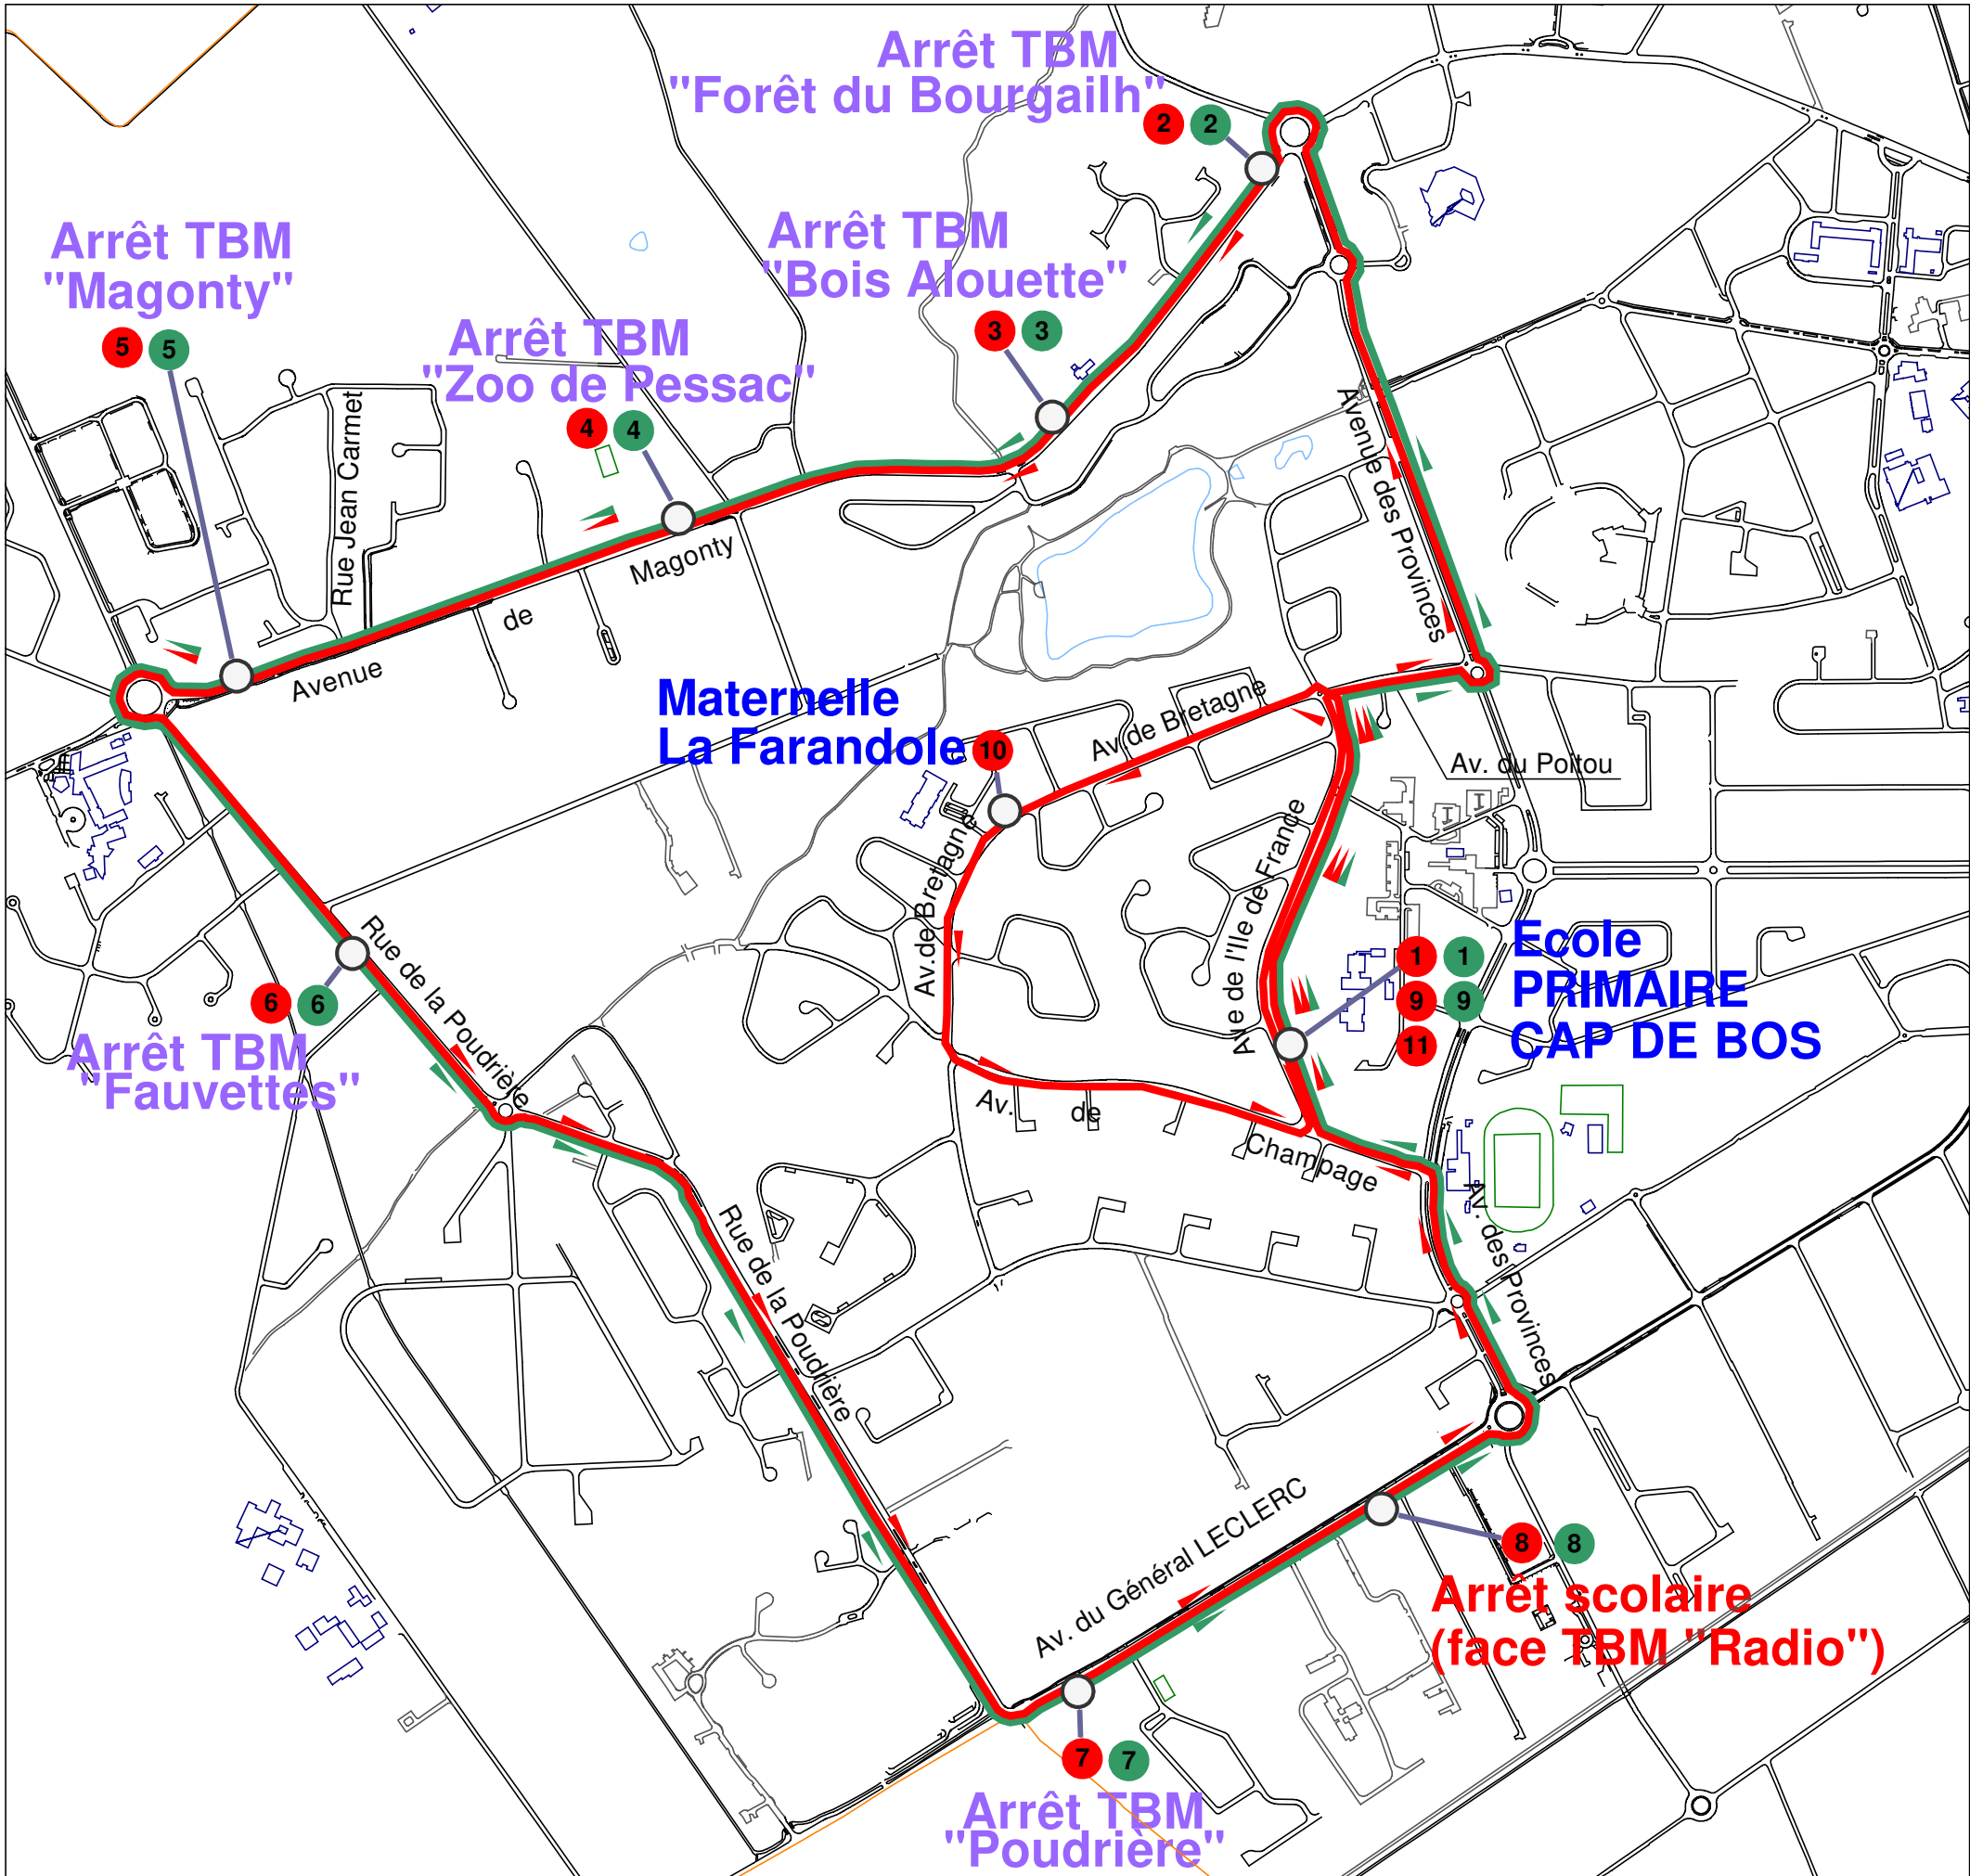 Arrêt TBM
"Forêt du Bourgailh"
2 2
Arrêt TBM
"Bois Alouette"
3 3
Arrêt TBM
"Magonty"
5 5
Arrêt TBM
"Zoo de Pessac"
4 4
Rue Jean Carmet
Avenue des Provinces
Magonty
de
Avenue
Maternelle
La Farandole
10
Av.de Bretagne
Av. du Poitou
Av.de Bretagne
Ave de l'Ile de France
1 1
9 9
11
Ecole
PRIMAIRE
CAP DE BOS
Rue de la Poudrière
6 6
Arrêt TBM
"Fauvettes"
Av. de
Champage
Av. des Provinces
Rue de la Poudrière
Av. du Général LECLERC
8 8
Arrêt scolaire
(face TBM "Radio")
7 7
Arrêt TBM
"Poudrière"